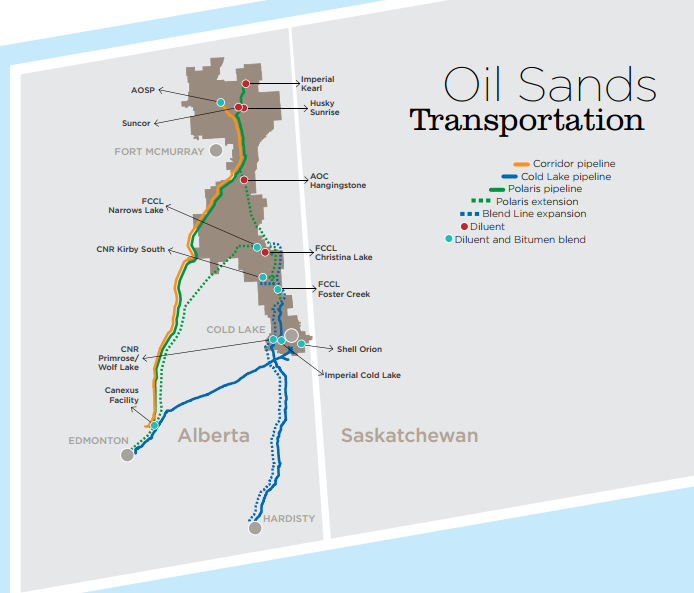 Oil Sands
Transportation
Corridor pipeline
Cold Lake pipeline
Polaris pipeline
Polaris extension
Blend Line expansion
Diluent
Diluent and Bitumen blend
AOSP
Imperial
Kearl
Suncor
Husky
Sunrise
FORT MCMURRAY
AOC
Hangingstone
FCCL
Narrows Lake
CNR Kirby South
FCCL
Christina Lake
FCCL
Foster Creek
COLD LAKE
CNR
Primrose/
Wolf Lake
Shell Orion
Imperial Cold Lake
Canexus
Facility
EDMONTON
Alberta
Saskatchewan
HARDISTY